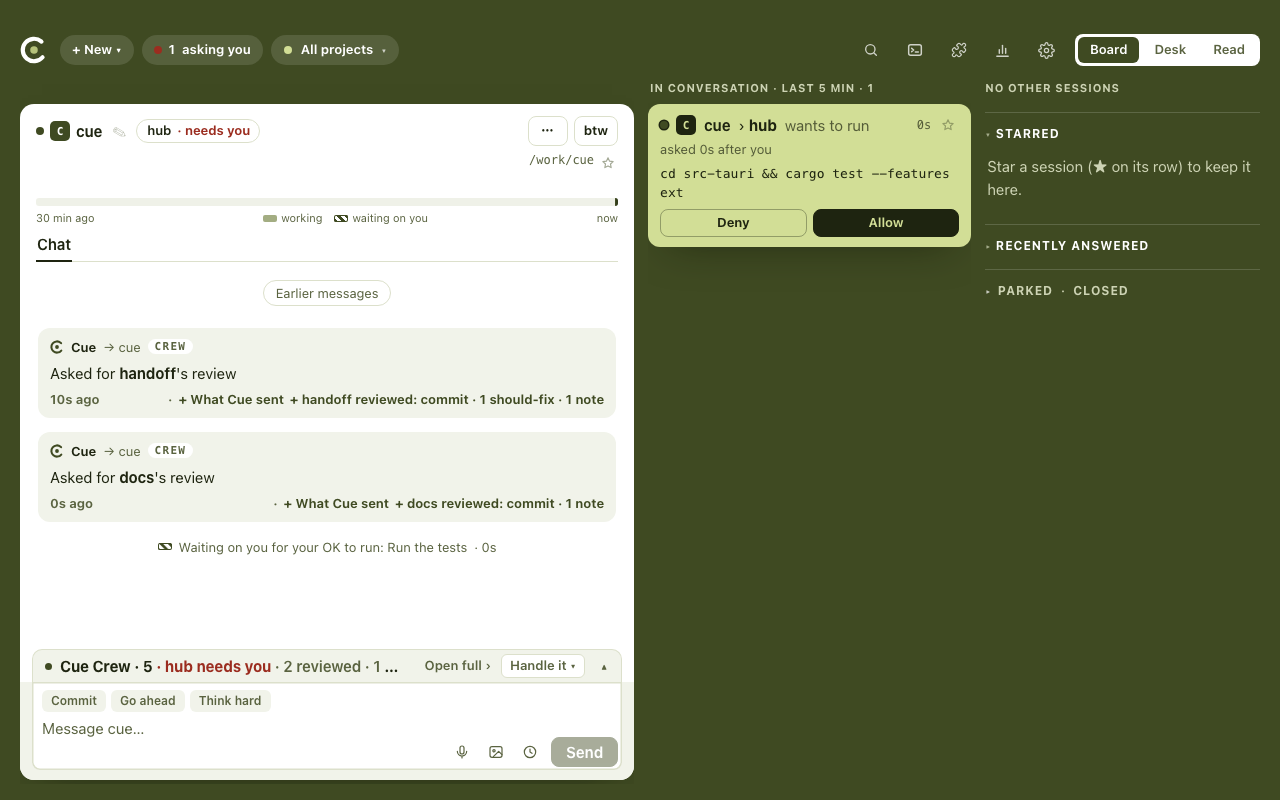 + New ▾
1 asking you
All projects ▾
Board
Desk
Read
C cue
hub · needs you
···
btw
/work/cue
30 min ago
working
waiting on you
now
Chat
Earlier messages
Cue → cue CREW
Asked for handoff's review
10s ago · + What Cue sent + handoff reviewed: commit · 1 should-fix · 1 note
Cue → cue CREW
Asked for docs's review
0s ago · + What Cue sent + docs reviewed: commit · 1 note
Waiting on you for your OK to run: Run the tests · 0s
Cue Crew · 5 · hub needs you · 2 reviewed · 1 ...
Open full ›
Handle it ▾
Commit
Go ahead
Think hard
Message cue...
Send
IN CONVERSATION · LAST 5 MIN · 1
C cue › hub wants to run 0s
asked 0s after you
cd src-tauri && cargo test --features
ext
Deny
Allow
NO OTHER SESSIONS
STARRED
Star a session (★ on its row) to keep it
here.
RECENTLY ANSWERED
PARKED · CLOSED